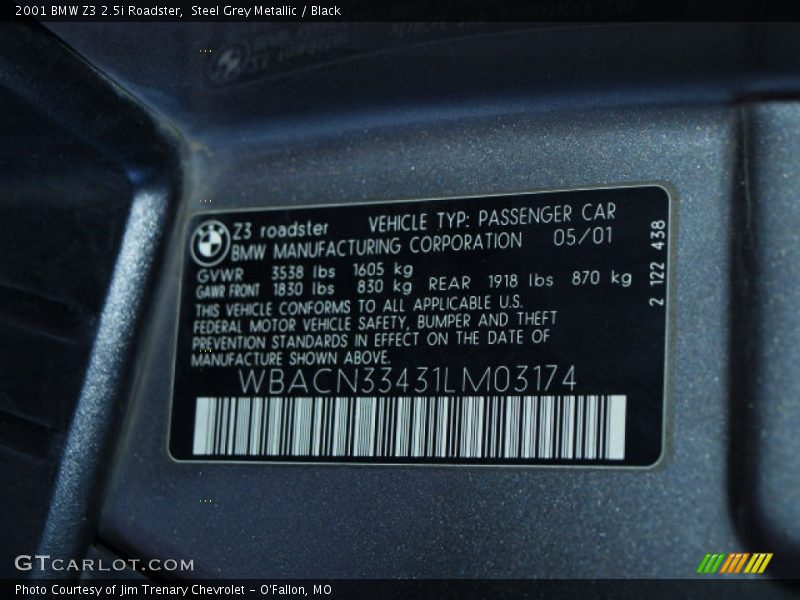 2001 BMW Z3 2.5i Roadster,  Steel Grey Metallic / Black
Z3 roadster VEHICLE TYP: PASSENGER CAR
BMW MANUFACTURING CORPORATION 05/01
GVWR 3538 lbs 1605 kg
GAWR FRONT 1830 lbs 830 kg, REAR 1918 lbs 870 kg
THIS VEHICLE CONFORMS TO ALL APPLICABLE U.S.
FEDERAL MOTOR VEHICLE SAFETY, BUMPER AND THEFT
PREVENTION STANDARDS IN EFFECT ON THE DATE OF
MANUFACTURE SHOWN ABOVE.
WBACN33431LM03174
2 122 438
GTCARLOT.COM
Photo Courtesy of Jim Trenary Chevrolet - O'Fallon, MO